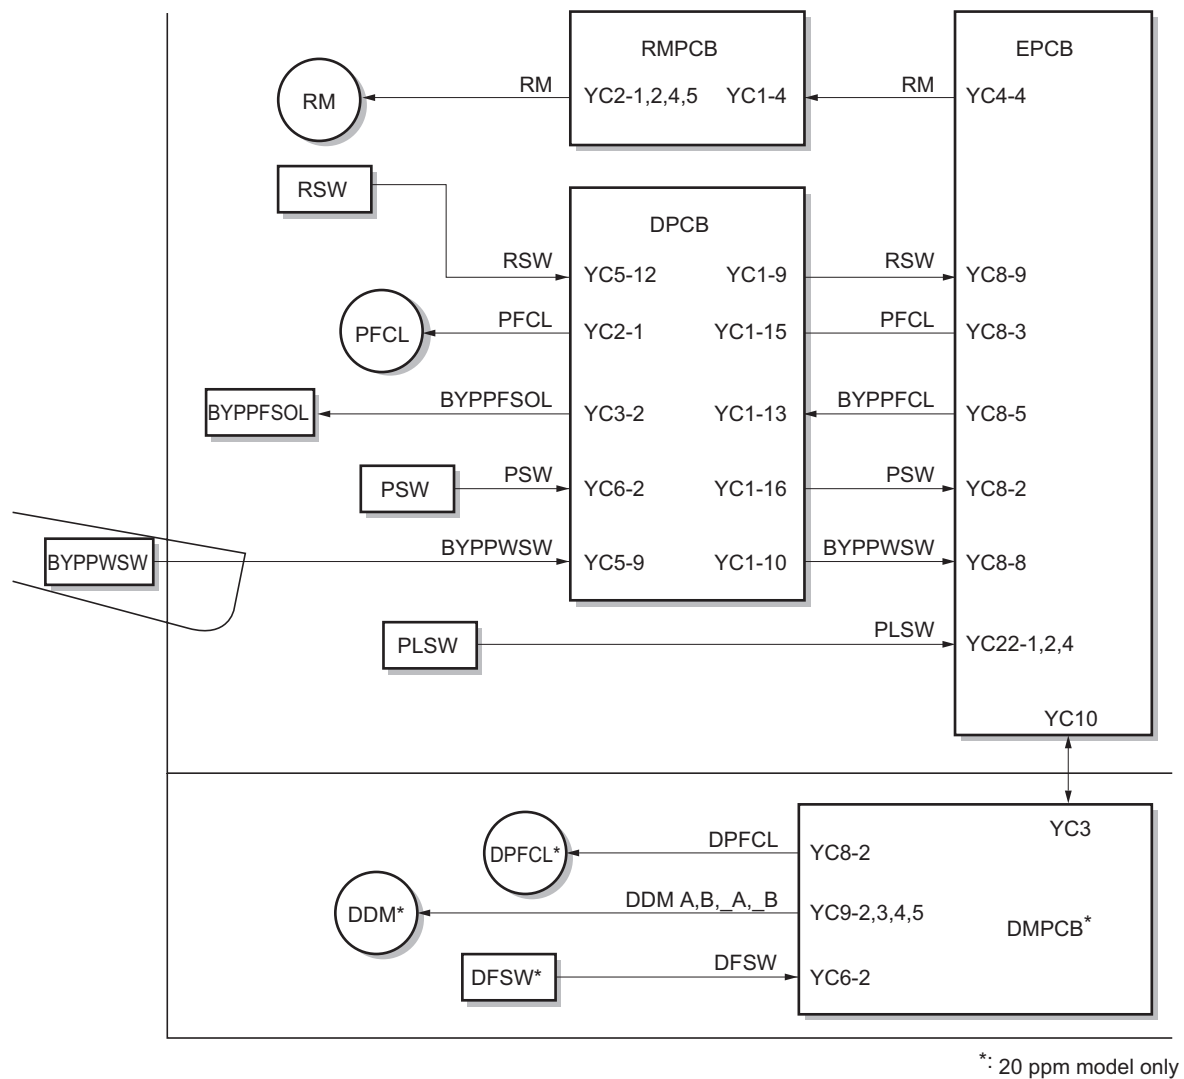 RMPCB
EPCB
RM
RM
RM
YC2-1,2,4,5
YC1-4
YC4-4
RSW
DPCB
RSW
YC5-12
YC1-9
RSW
YC8-9
PFCL
PFCL
YC2-1
YC1-15
PFCL
YC8-3
BYPPFSOL
BYPPFSOL
YC3-2
YC1-13
BYPPFCL
YC8-5
PSW
PSW
YC6-2
YC1-16
PSW
YC8-2
BYPPWSW
BYPPWSW
YC5-9
YC1-10
BYPPWSW
YC8-8
PLSW
PLSW
YC22-1,2,4
YC10
YC3
DPFCL*
DPFCL
YC8-2
DDM*
DDM A,B,_A,_B
YC9-2,3,4,5
DMPCB*
DFSW*
DFSW
YC6-2
*: 20 ppm model only